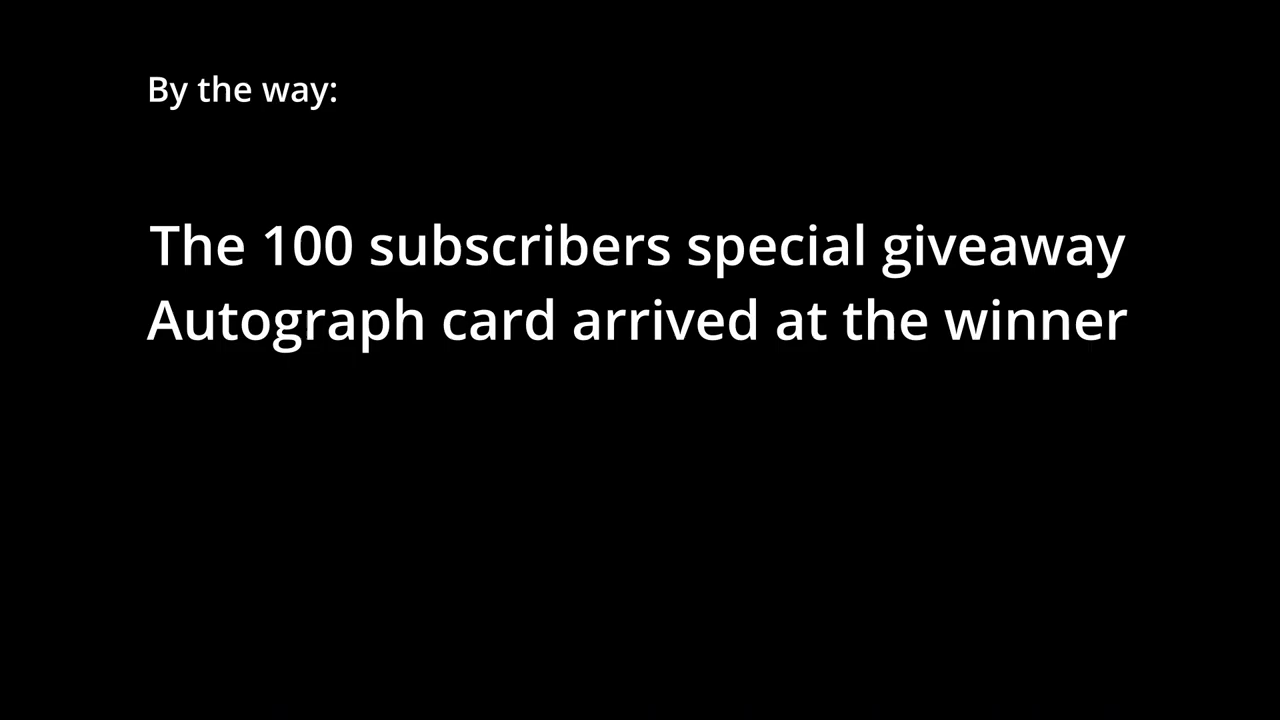 By the way:
The 100 subscribers special giveaway
Autograph card arrived at the winner